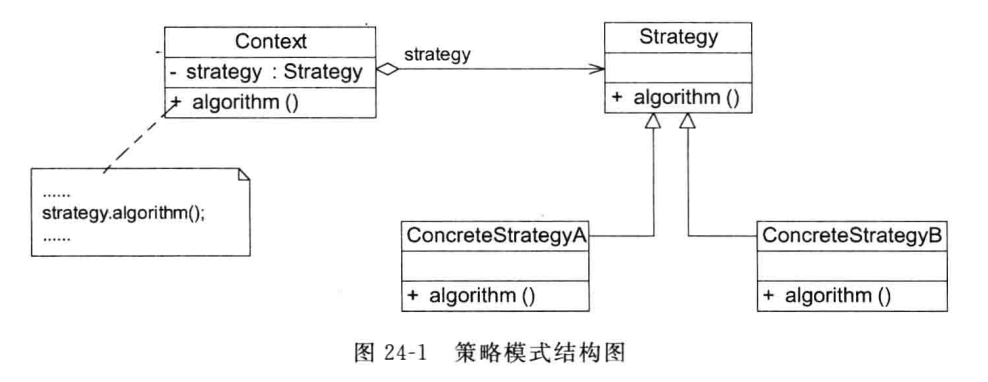 Context
- strategy : Strategy
+ algorithm ()
strategy
Strategy
+ algorithm ()
......
strategy.algorithm();
......
ConcreteStrategyA
+ algorithm ()
ConcreteStrategyB
+ algorithm ()
图 24-1 策略模式结构图